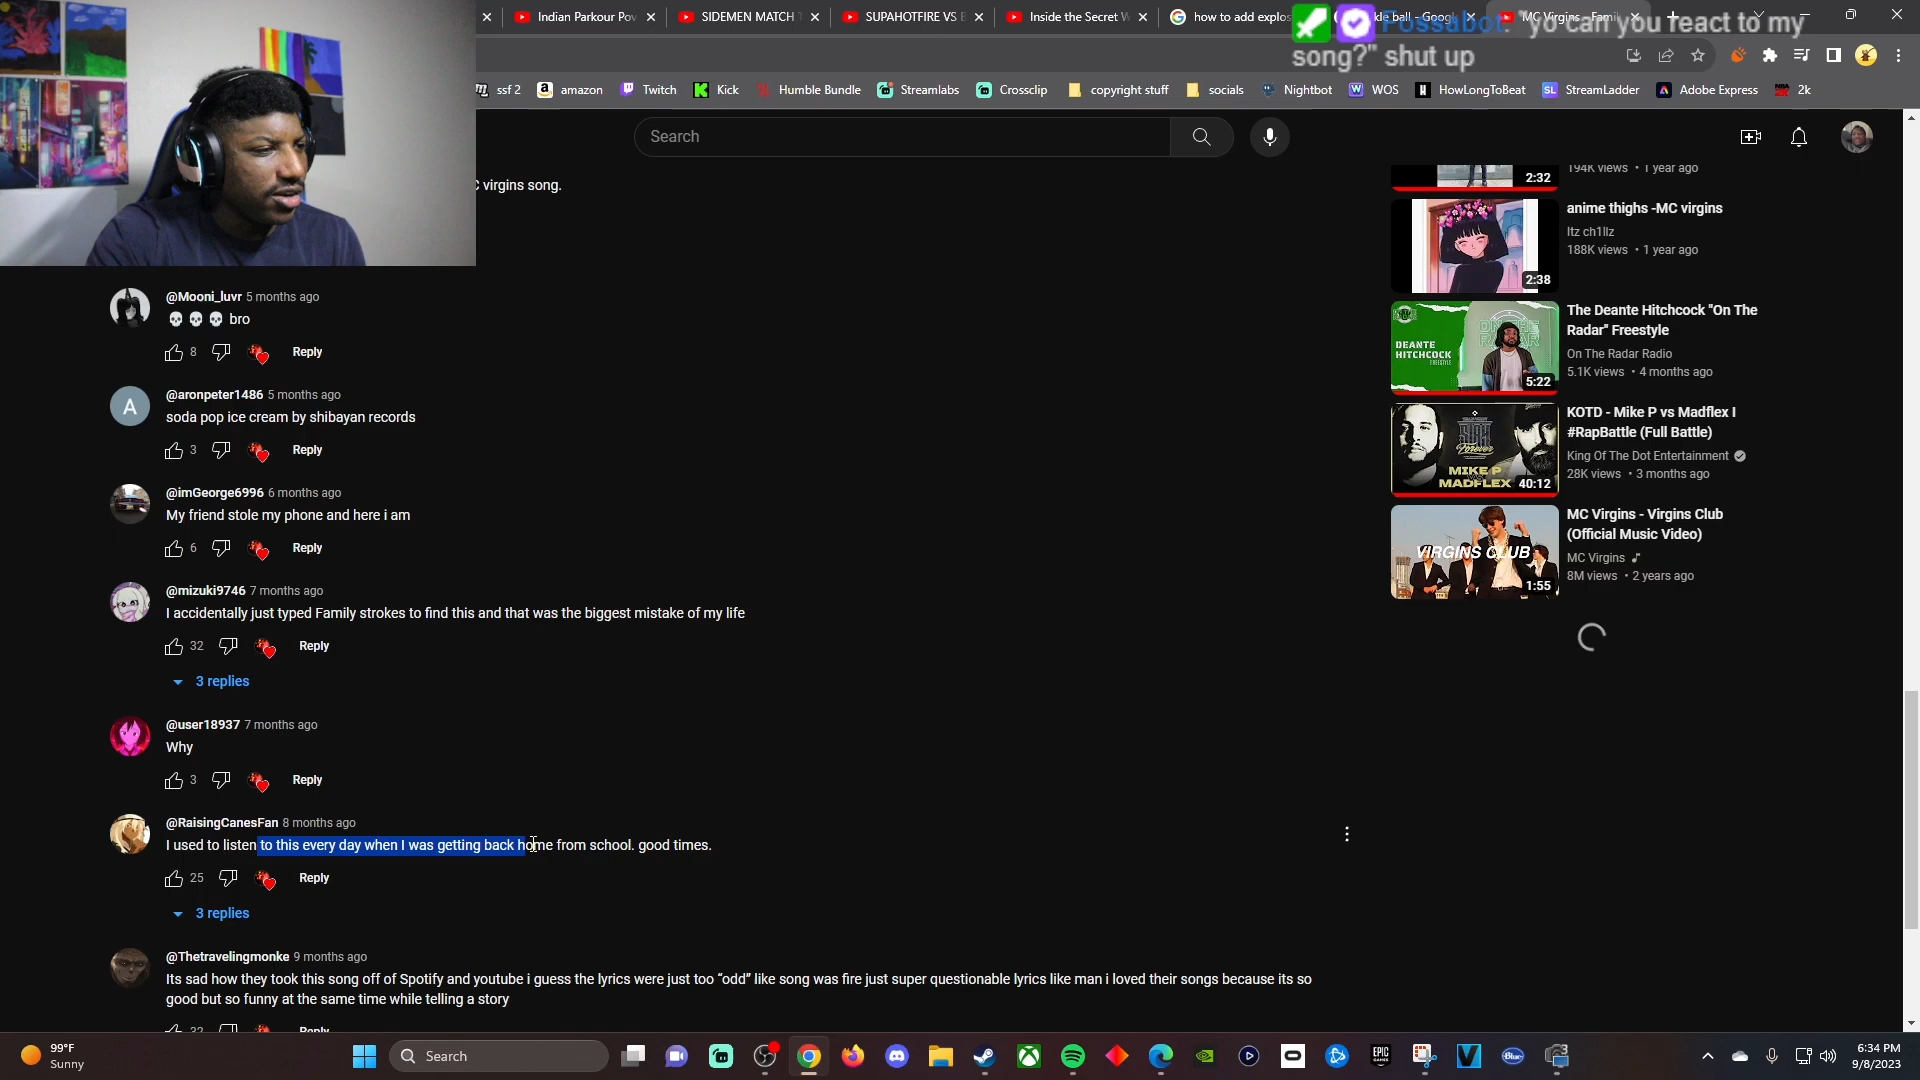 Indian Parkour Pov
SIDEMEN MATCH
SUPAHOTFIRE VS
Inside the Secret
how to add explos
MC Virgins - Fami
Fossabot: "yo can you react to my
song?" shut up
ssf 2
amazon
Twitch
Kick
Humble Bundle
Streamlabs
Crossclip
copyright stuff
socials
Nightbot
WOS
HowLongToBeat
StreamLadder
Adobe Express
2k
Search
virgins song.
@Mooni_luvr 5 months ago
💀 💀 💀 bro
8 Reply
@aronpeter1486 5 months ago
soda pop ice cream by shibayan records
3 Reply
@imGeorge6996 6 months ago
My friend stole my phone and here i am
6 Reply
@mizuki9746 7 months ago
I accidentally just typed Family strokes to find this and that was the biggest mistake of my life
32 Reply
3 replies
@user18937 7 months ago
Why
3 Reply
@RaisingCanesFan 8 months ago
I used to listen to this every day when I was getting back home from school. good times.
25 Reply
3 replies
@Thetravelingmonke 9 months ago
Its sad how they took this song off of Spotify and youtube i guess the lyrics were just too “odd” like song was fire just super questionable lyrics like man i loved their songs because its so
good but so funny at the same time while telling a story
32 Reply
2:32
194K views • 1 year ago
2:38
anime thighs -MC virgins
Itz ch1llz
188K views • 1 year ago
DEANTE
HITCHCOCK
5:22
The Deante Hitchcock "On The
Radar" Freestyle
On The Radar Radio
5.1K views • 4 months ago
MIKE P
MADFLEX
40:12
KOTD - Mike P vs Madflex I
#RapBattle (Full Battle)
King Of The Dot Entertainment
28K views • 3 months ago
VIRGINS CLUB
1:55
MC Virgins - Virgins Club
(Official Music Video)
MC Virgins
8M views • 2 years ago
99°F
Sunny
Search
6:34 PM
9/8/2023